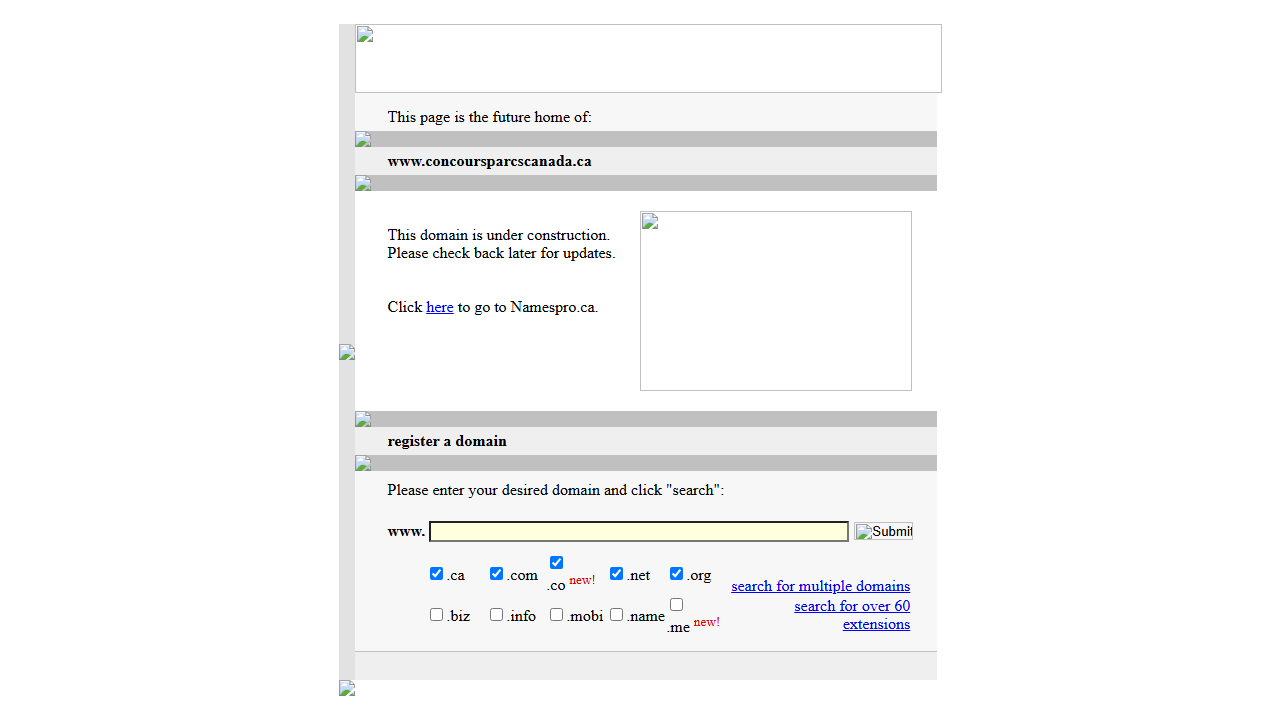 This page is the future home of:
www.concoursparcscanada.ca
This domain is under construction.
Please check back later for updates.
Click here to go to Namespro.ca.
register a domain
Please enter your desired domain and click "search":
www. Submit
.ca .com .co new! .net .org
.biz .info .mobi .name .me new!
search for multiple domains
search for over 60
extensions